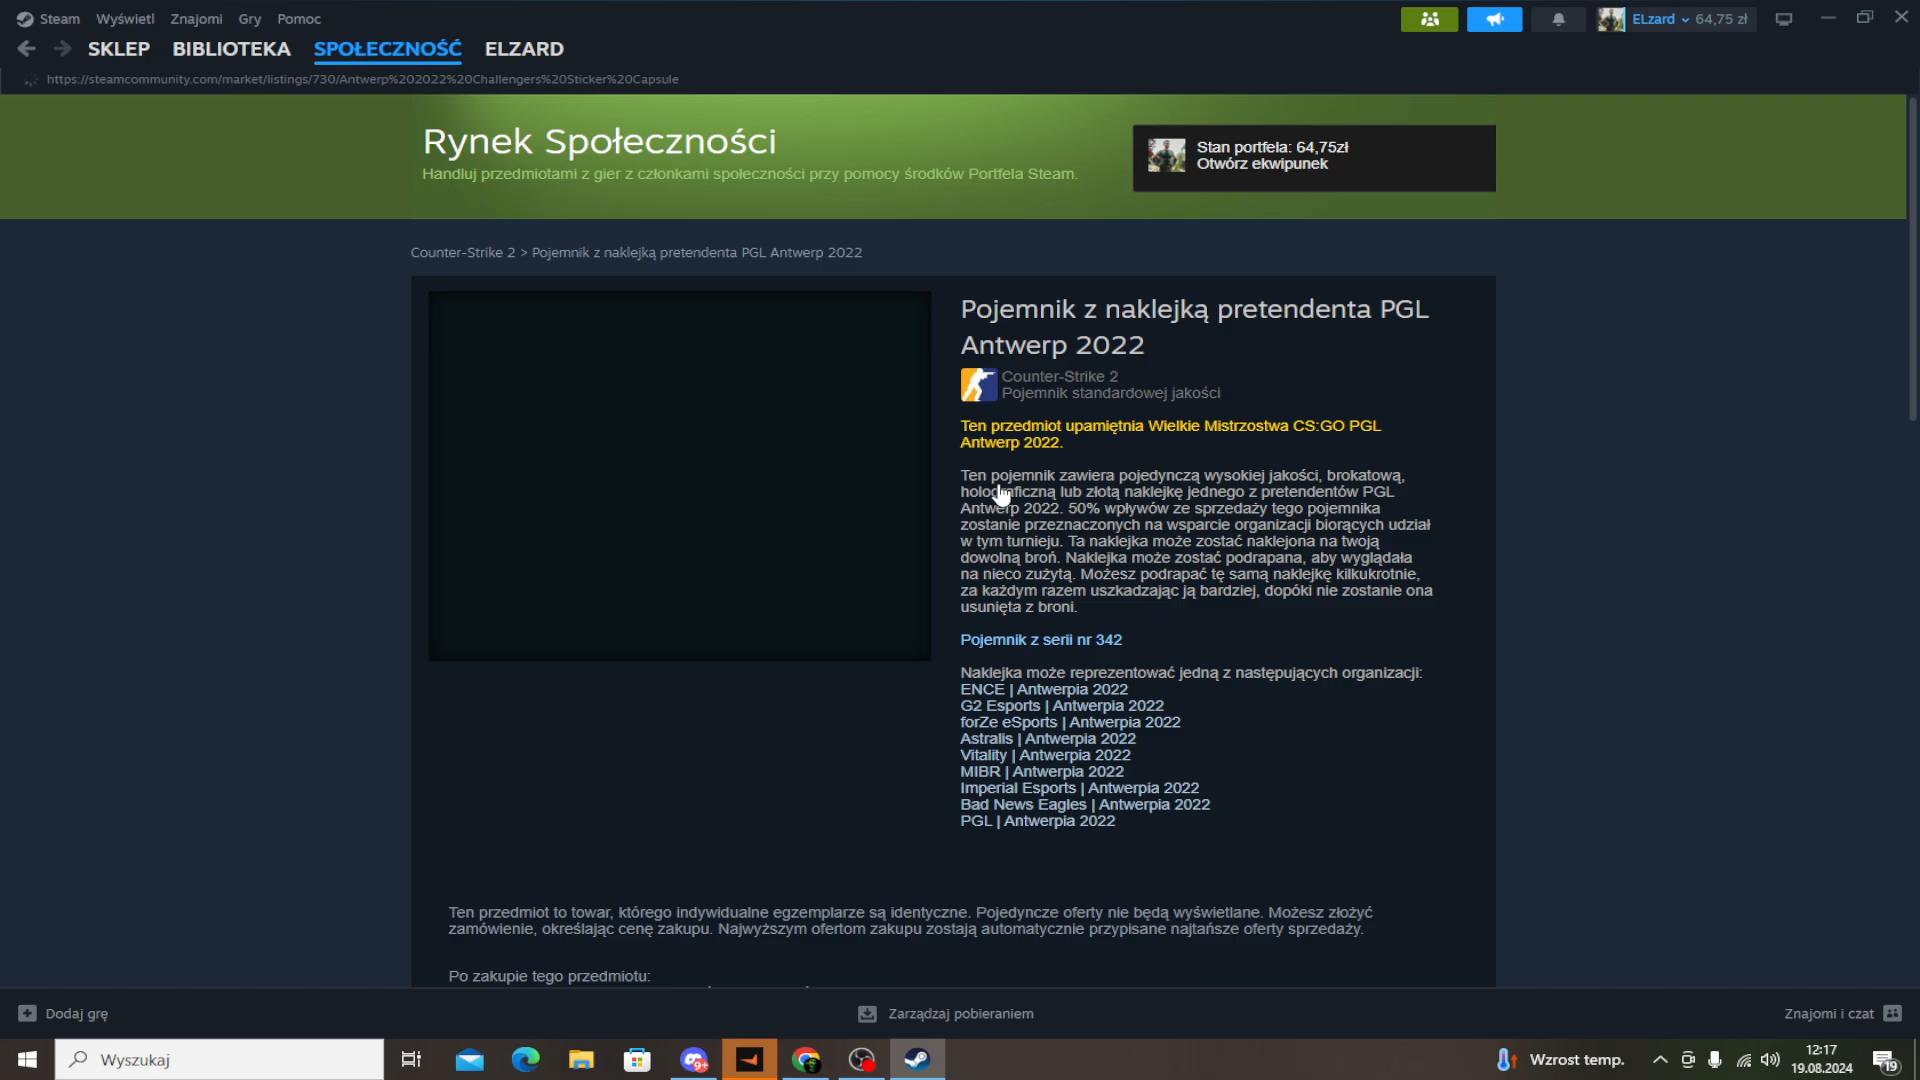 Steam Wyświetl Znajomi Gry Pomoc
ELzard 64,75 zł
SKLEP BIBLIOTEKA SPOŁECZNOŚĆ ELZARD
https://steamcommunity.com/market/listings/730/Antwerp%202022%20Challengers%20Sticker%20Capsule
Rynek Społeczności
Handluj przedmiotami z gier z członkami społeczności przy pomocy środków Portfela Steam.
Stan portfela: 64,75zł
Otwórz ekwipunek
Counter-Strike 2 > Pojemnik z naklejką pretendenta PGL Antwerp 2022
Pojemnik z naklejką pretendenta PGL
Antwerp 2022
Counter-Strike 2
Pojemnik standardowej jakości
Ten przedmiot upamiętnia Wielkie Mistrzostwa CS:GO PGL
Antwerp 2022.
Ten pojemnik zawiera pojedynczą wysokiej jakości, brokatową,
holograficzną lub złotą naklejkę jednego z pretendentów PGL
Antwerp 2022. 50% wpływów ze sprzedaży tego pojemnika
zostanie przeznaczonych na wsparcie organizacji biorących udział
w tym turnieju. Ta naklejka może zostać naklejona na twoją
dowolną broń. Naklejka może zostać podrapana, aby wyglądała
na nieco zużytą. Możesz podrapać tę samą naklejkę kilkukrotnie,
za każdym razem uszkadzając ją bardziej, dopóki nie zostanie ona
usunięta z broni.
Pojemnik z serii nr 342
Naklejka może reprezentować jedną z następujących organizacji:
ENCE | Antwerpia 2022
G2 Esports | Antwerpia 2022
forZe eSports | Antwerpia 2022
Astralis | Antwerpia 2022
Vitality | Antwerpia 2022
MIBR | Antwerpia 2022
Imperial Esports | Antwerpia 2022
Bad News Eagles | Antwerpia 2022
PGL | Antwerpia 2022
Ten przedmiot to towar, którego indywidualne egzemplarze są identyczne. Pojedyncze oferty nie będą wyświetlane. Możesz złożyć
zamówienie, określając cenę zakupu. Najwyższym ofertom zakupu zostają automatycznie przypisane najtańsze oferty sprzedaży.
Po zakupie tego przedmiotu:
Dodaj grę Zarządzaj pobieraniem Znajomi i czat
Wyszukaj
9+
Wzrost temp.
12:17
19.08.2024
19